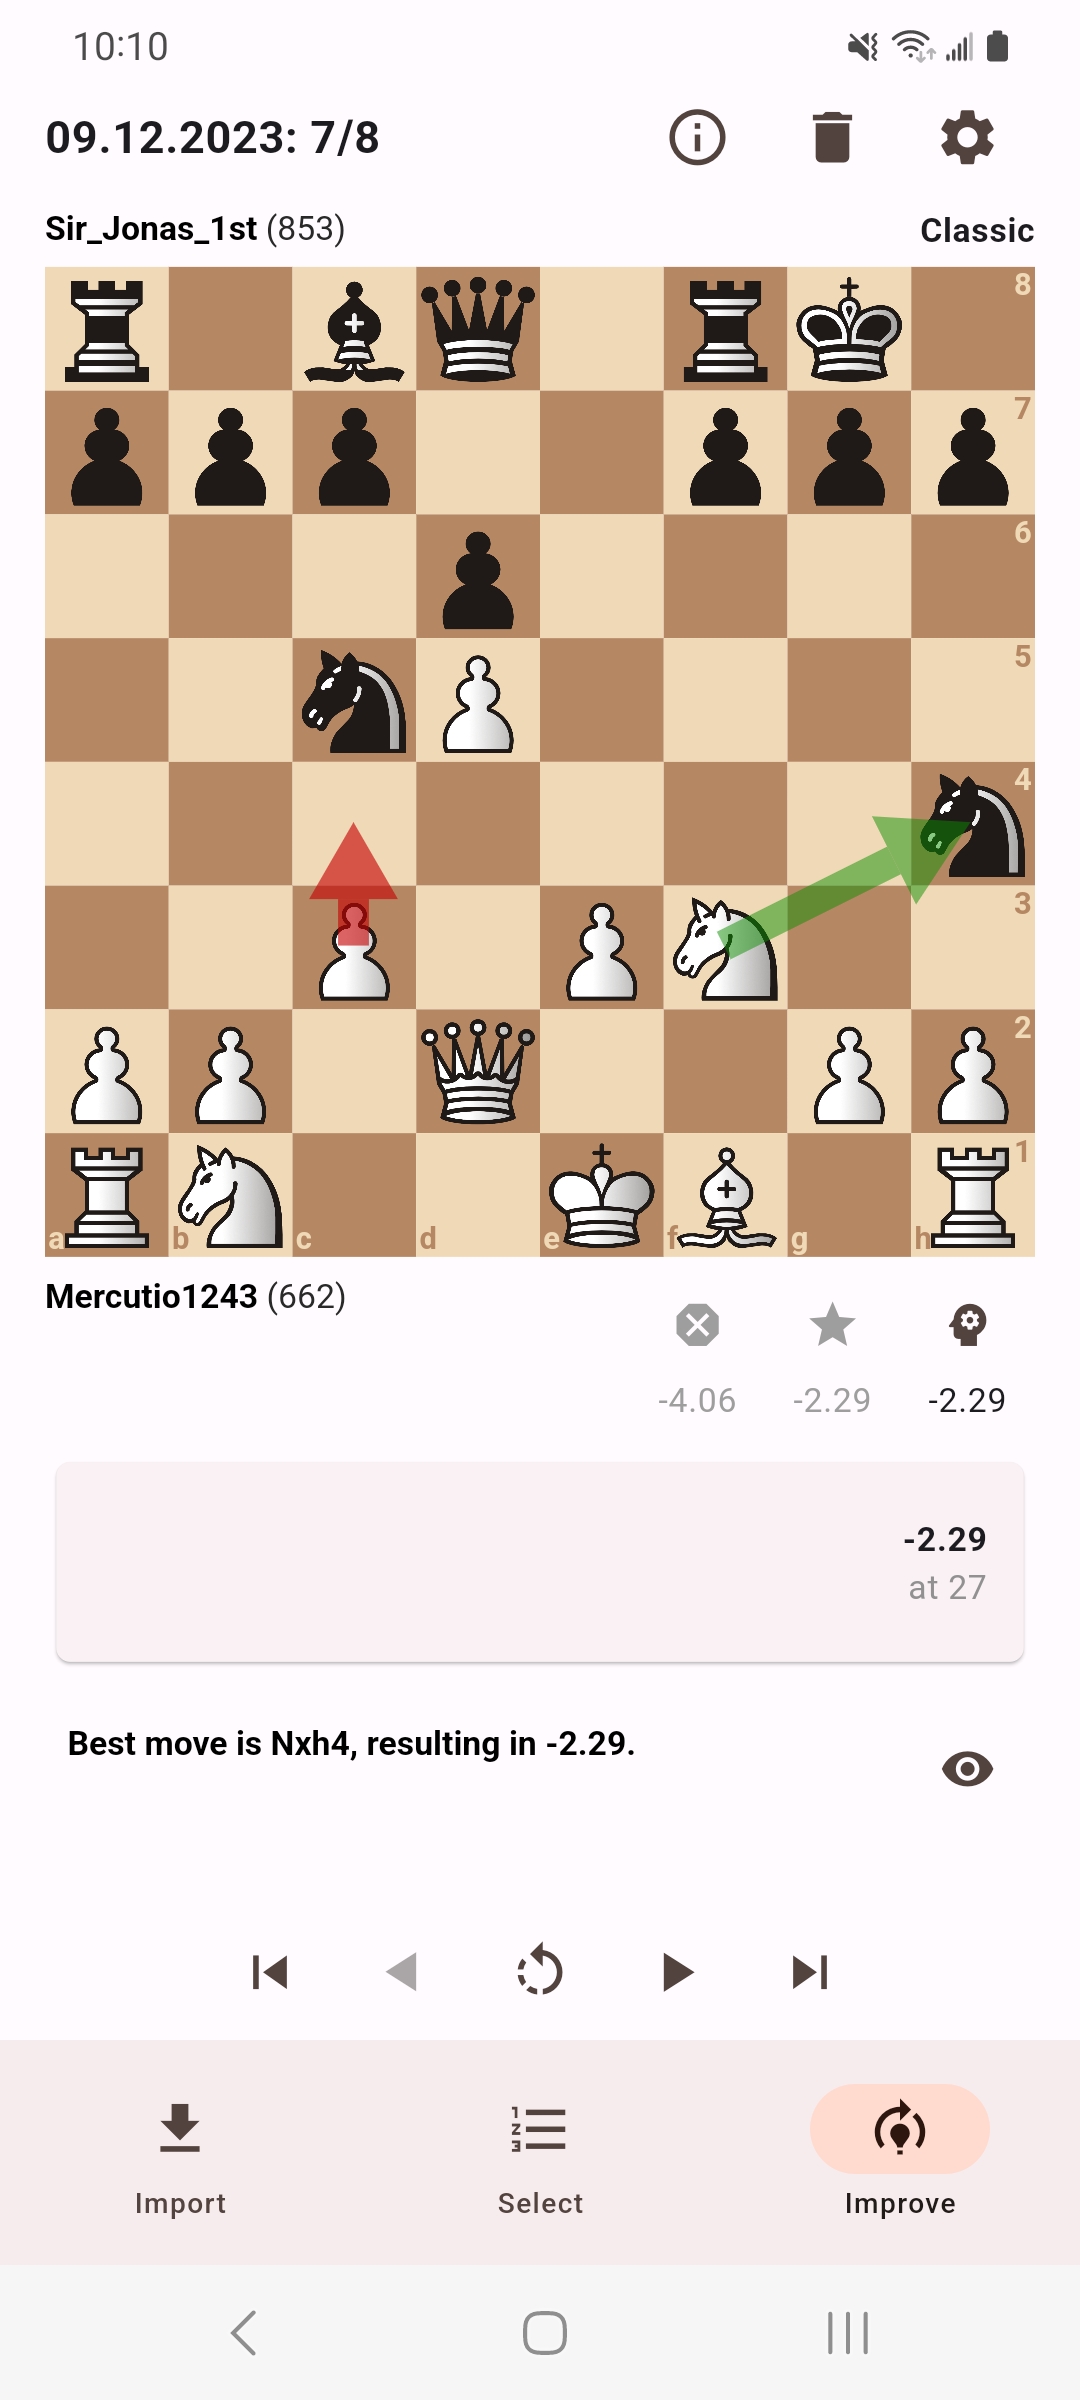 10:10
09.12.2023: 7/8
Sir_Jonas_1st (853)
Classic
8
7
6
5
4
3
2
1
a b c d e f g h
Mercutio1243 (662)
-4.06 -2.29 -2.29
-2.29
at 27
Best move is Nxh4, resulting in -2.29.
Import Select Improve